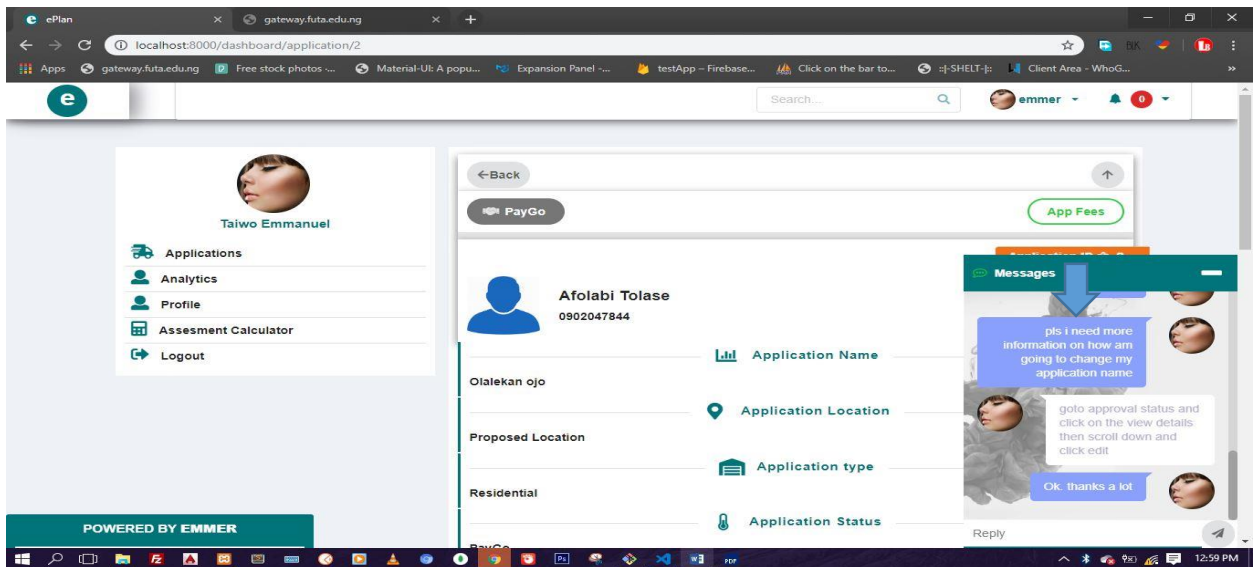 ePlan
gateway.futa.edu.ng
localhost:8000/dashboard/application/2
BK
Apps
gateway.futa.edu.ng
Free stock photos -...
Material-UI: A popu...
Expansion Panel -...
testApp – Firebase...
Click on the bar to...
::|-SHELT-|::
Client Area - WhoG...
»
e
Search...
emmer
0
Taiwo Emmanuel
Applications
Analytics
Profile
Assesment Calculator
Logout
POWERED BY EMMER
←Back
PayGo
App Fees
Afolabi Tolase
0902047844
Application Name
Olalekan ojo
Application Location
Proposed Location
Application type
Residential
Application Status
Messages
pls i need more
information on how am
going to change my
application name
goto approval status and
click on the view details
then scroll down and
click edit
Ok. thanks a lot
Reply
12:59 PM